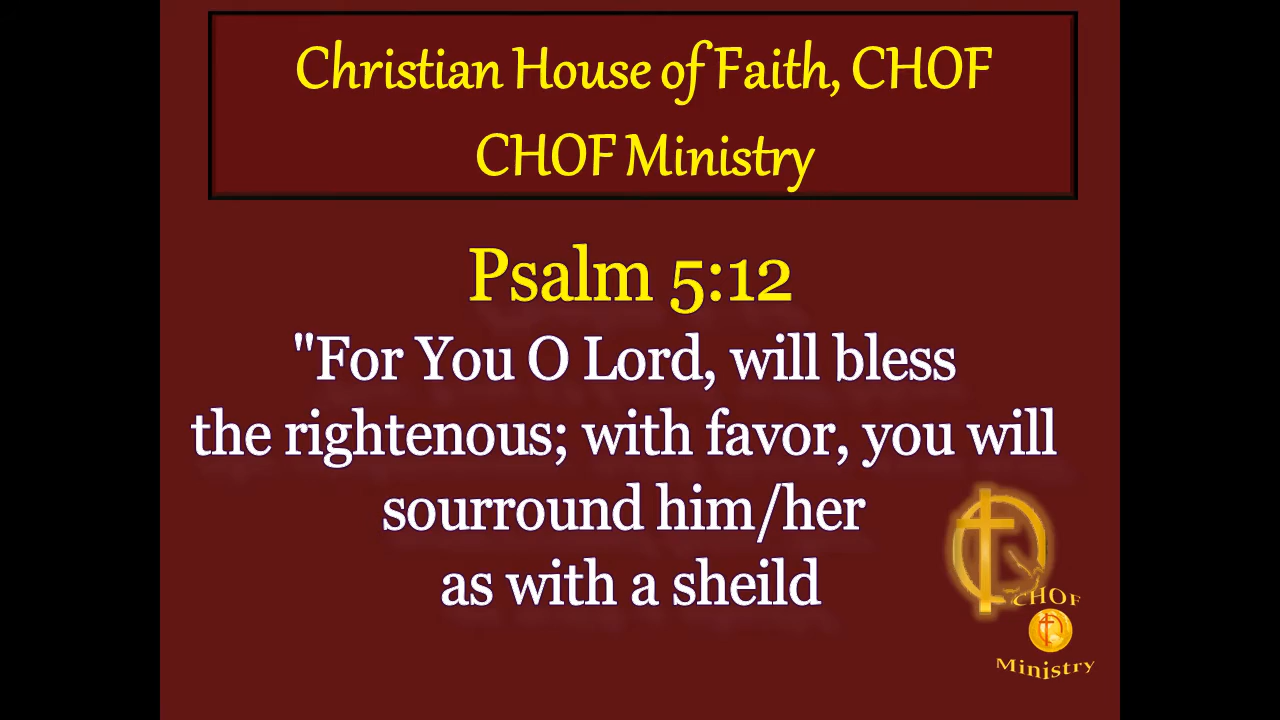 Christian House of Faith, CHOF
CHOF Ministry
Psalm 5:12
"For You O Lord, will bless
the rightenous; with favor, you will
sourround him/her
as with a sheild
CHOF
Ministry